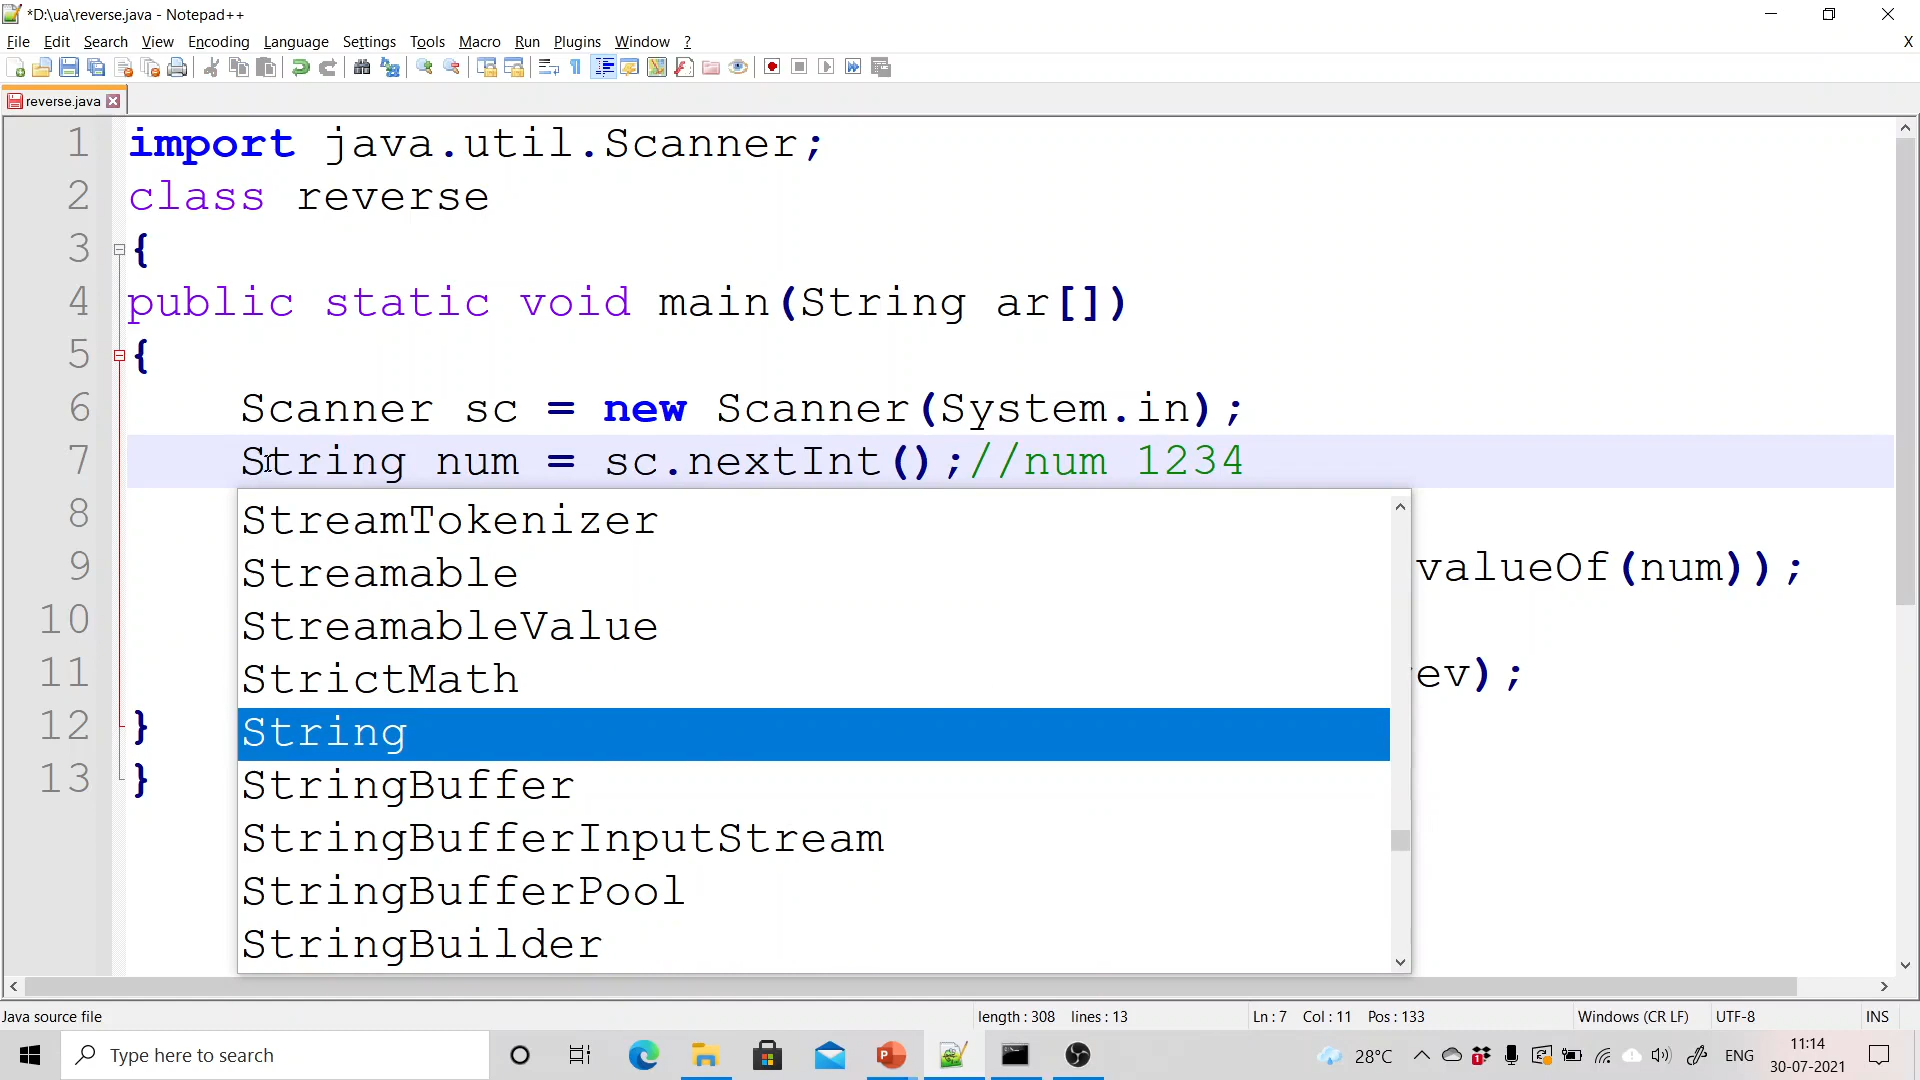 *D:\ua\reverse.java - Notepad++
File Edit Search View Encoding Language Settings Tools Macro Run Plugins Window ? X
reverse.java
1 import java.util.Scanner;
2 class reverse
3 {
4 public static void main(String ar[])
5 {
6 Scanner sc = new Scanner(System.in);
7 String num = sc.nextInt();//num 1234
8
9 valueOf(num));
10
11 ev);
12 }
13 }
StreamTokenizer
Streamable
StreamableValue
StrictMath
String
StringBuffer
StringBufferInputStream
StringBufferPool
StringBuilder
Java source file length : 308 lines : 13 Ln : 7 Col : 11 Pos : 133 Windows (CR LF) UTF-8 INS
Type here to search 28°C ENG 11:14
30-07-2021